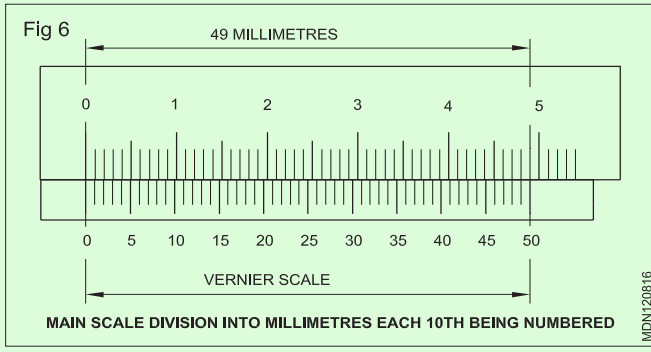 Fig 6
49 MILLIMETRES
0 1 2 3 4 5
0 5 10 15 20 25 30 35 40 45 50
VERNIER SCALE
MAIN SCALE DIVISION INTO MILLIMETRES EACH 10TH BEING NUMBERED
MDN120816